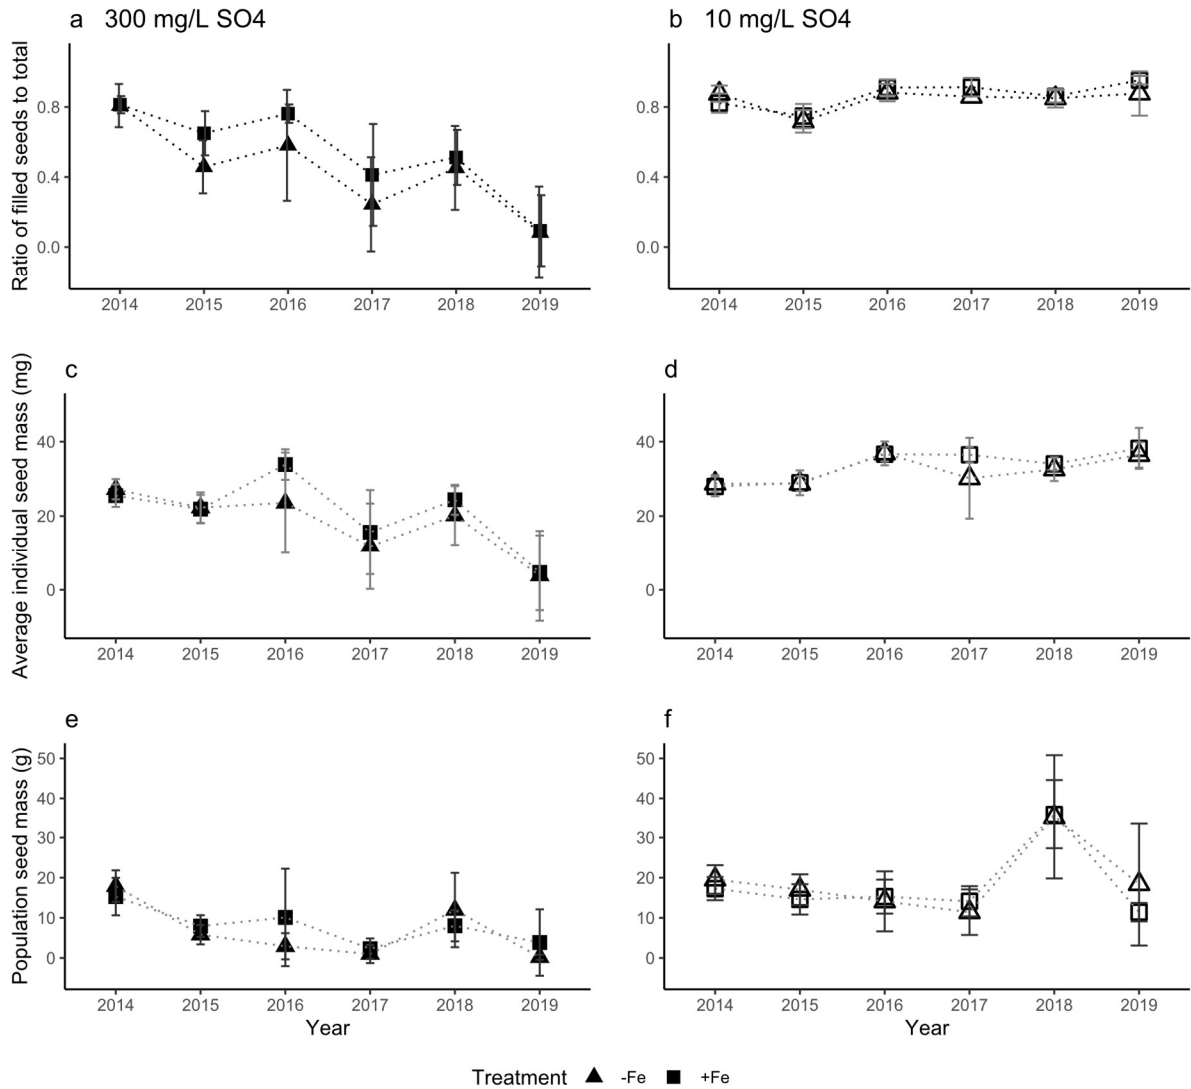 a 300 mg/L SO4
b 10 mg/L SO4
Ratio of filled seeds to total
0.8
0.4
0.0
2014 2015 2016 2017 2018 2019
0.8
0.4
0.0
2014 2015 2016 2017 2018 2019
c
d
Average individual seed mass (mg)
40
20
0
2014 2015 2016 2017 2018 2019
40
20
0
2014 2015 2016 2017 2018 2019
e
f
Population seed mass (g)
50
40
30
20
10
0
2014 2015 2016 2017 2018 2019
Year
50
40
30
20
10
0
2014 2015 2016 2017 2018 2019
Year
Treatment -Fe +Fe